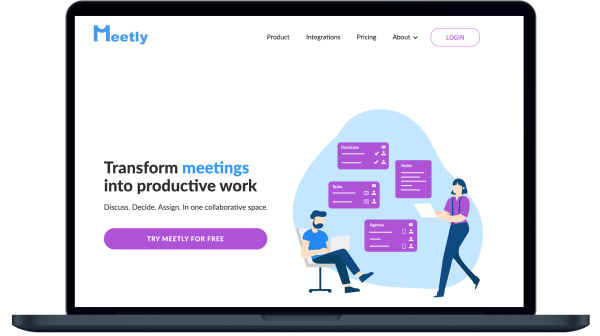 Meetly
Product Integrations Pricing About LOGIN
Transform meetings
into productive work
Discuss. Decide. Assign. In one collaborative space.
TRY MEETLY FOR FREE
Decisions
Notes
Tasks
Agenda